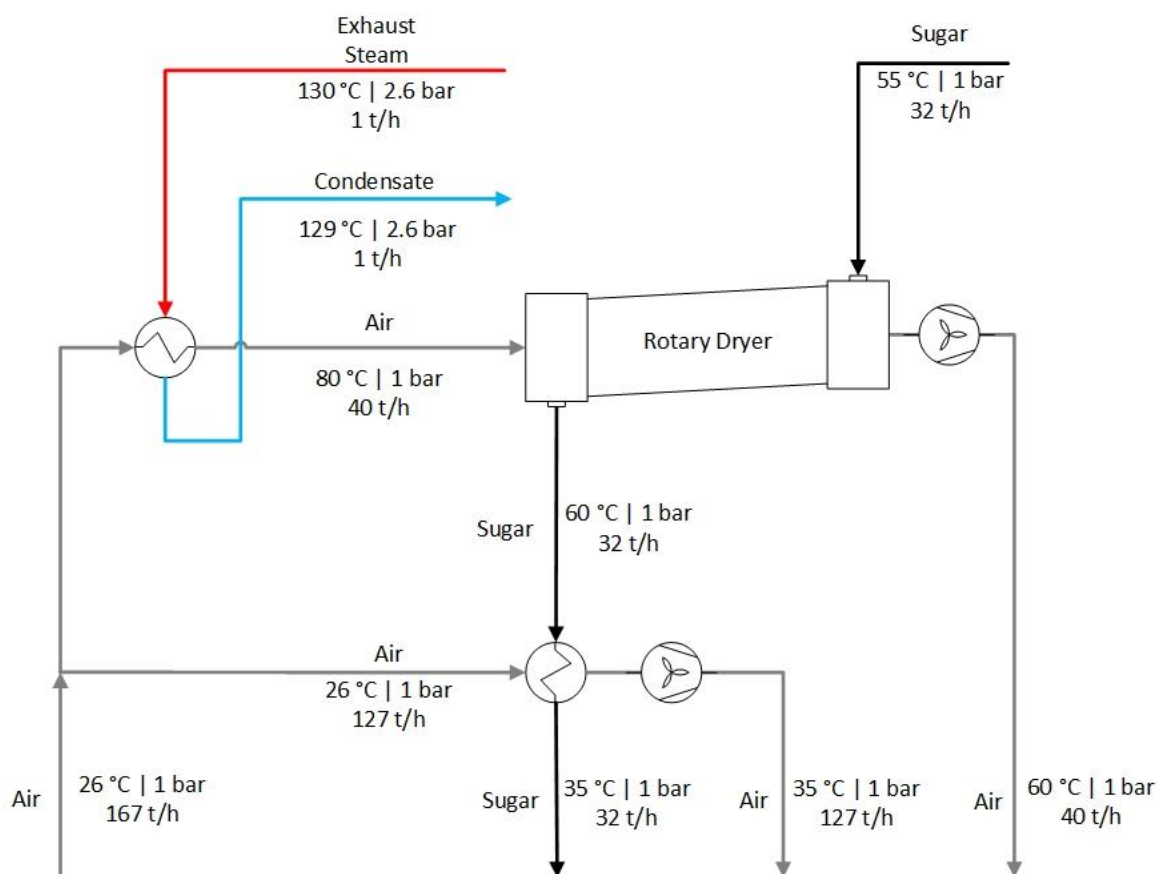 Exhaust
Steam
130 °C | 2.6 bar
1 t/h
Sugar
55 °C | 1 bar
32 t/h
Condensate
129 °C | 2.6 bar
1 t/h
Air
80 °C | 1 bar
40 t/h
Rotary Dryer
Sugar
60 °C | 1 bar
32 t/h
Air
26 °C | 1 bar
127 t/h
Air
26 °C | 1 bar
167 t/h
Sugar
35 °C | 1 bar
32 t/h
Air
35 °C | 1 bar
127 t/h
Air
60 °C | 1 bar
40 t/h